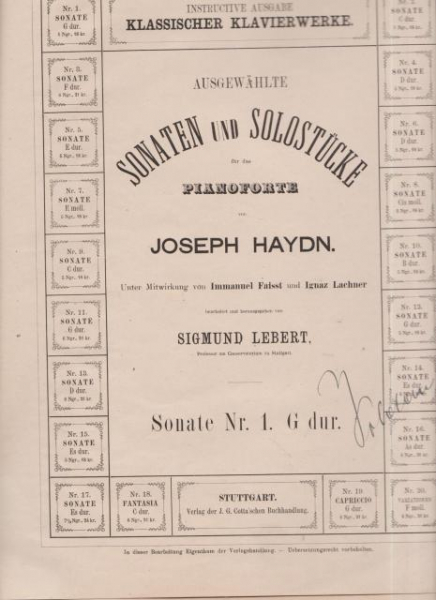 INSTRUCTIVE AUSGABE
KLASSISCHER KLAVIERWERKE.
AUSGEWÄHLTE
SONATEN UND SOLOSTÜCKE
für das
PIANOFORTE
von
JOSEPH HAYDN.
Unter Mitwirkung von Immanuel Faisst und Ignaz Lachner
bearbeitet und herausgegeben von
SIGMUND LEBERT,
Professor am Conservatorium in Stuttgart.
Sonate Nr. 1. G dur.
Nr. 1.
SONATE
G dur.
Nr. 3.
SONATE
F dur.
Nr. 5.
SONATE
E dur.
Nr. 7.
SONATE
E moll.
Nr. 9.
SONATE
C dur.
Nr. 11.
SONATE
G dur.
Nr. 13.
SONATE
D dur.
Nr. 15.
SONATE
Es dur.
Nr. 17.
SONATE
Es dur.
Nr. 18.
FANTASIA
C dur.
STUTTGART.
Verlag der J. G. Cotta'schen Buchhandlung.
Nr. 19
CAPRICCIO
G dur.
Nr. 20.
F moll
SONATE
C dur
Nr. 4.
SONATE
D dur.
Nr. 6.
SONATE
D dur.
Nr. 8.
SONATE
Cis moll.
Nr. 10.
SONATE
Nr. 12.
SONATE
G dur.
Nr. 14.
SONATE
Es dur
Nr. 16.
SONATE
As dur
In dieser Bearbeitung Eigenthum der Verlagshandlung. – Uebersetzungsrecht vorbehalten.